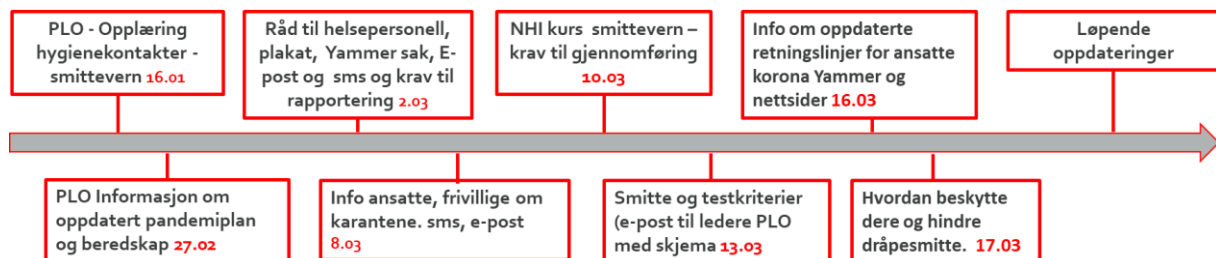 PLO - Opplæring
hygienekontakter -
smittevern 16.01
Råd til helsepersonell,
plakat, Yammer sak, E-
post og sms og krav til
rapportering 2.03
NHI kurs smittevern –
krav til gjennomføring
10.03
Info om oppdaterte
retningslinjer for ansatte
korona Yammer og
nettsider 16.03
Løpende
oppdateringer
PLO Informasjon om
oppdatert pandemiplan
og beredskap 27.02
Info ansatte, frivillige om
karantene. sms, e-post
8.03
Smitte og testkriterier
(e-post til ledere PLO
med skjema 13.03
Hvordan beskytte
dere og hindre
dråpesmitte. 17.03